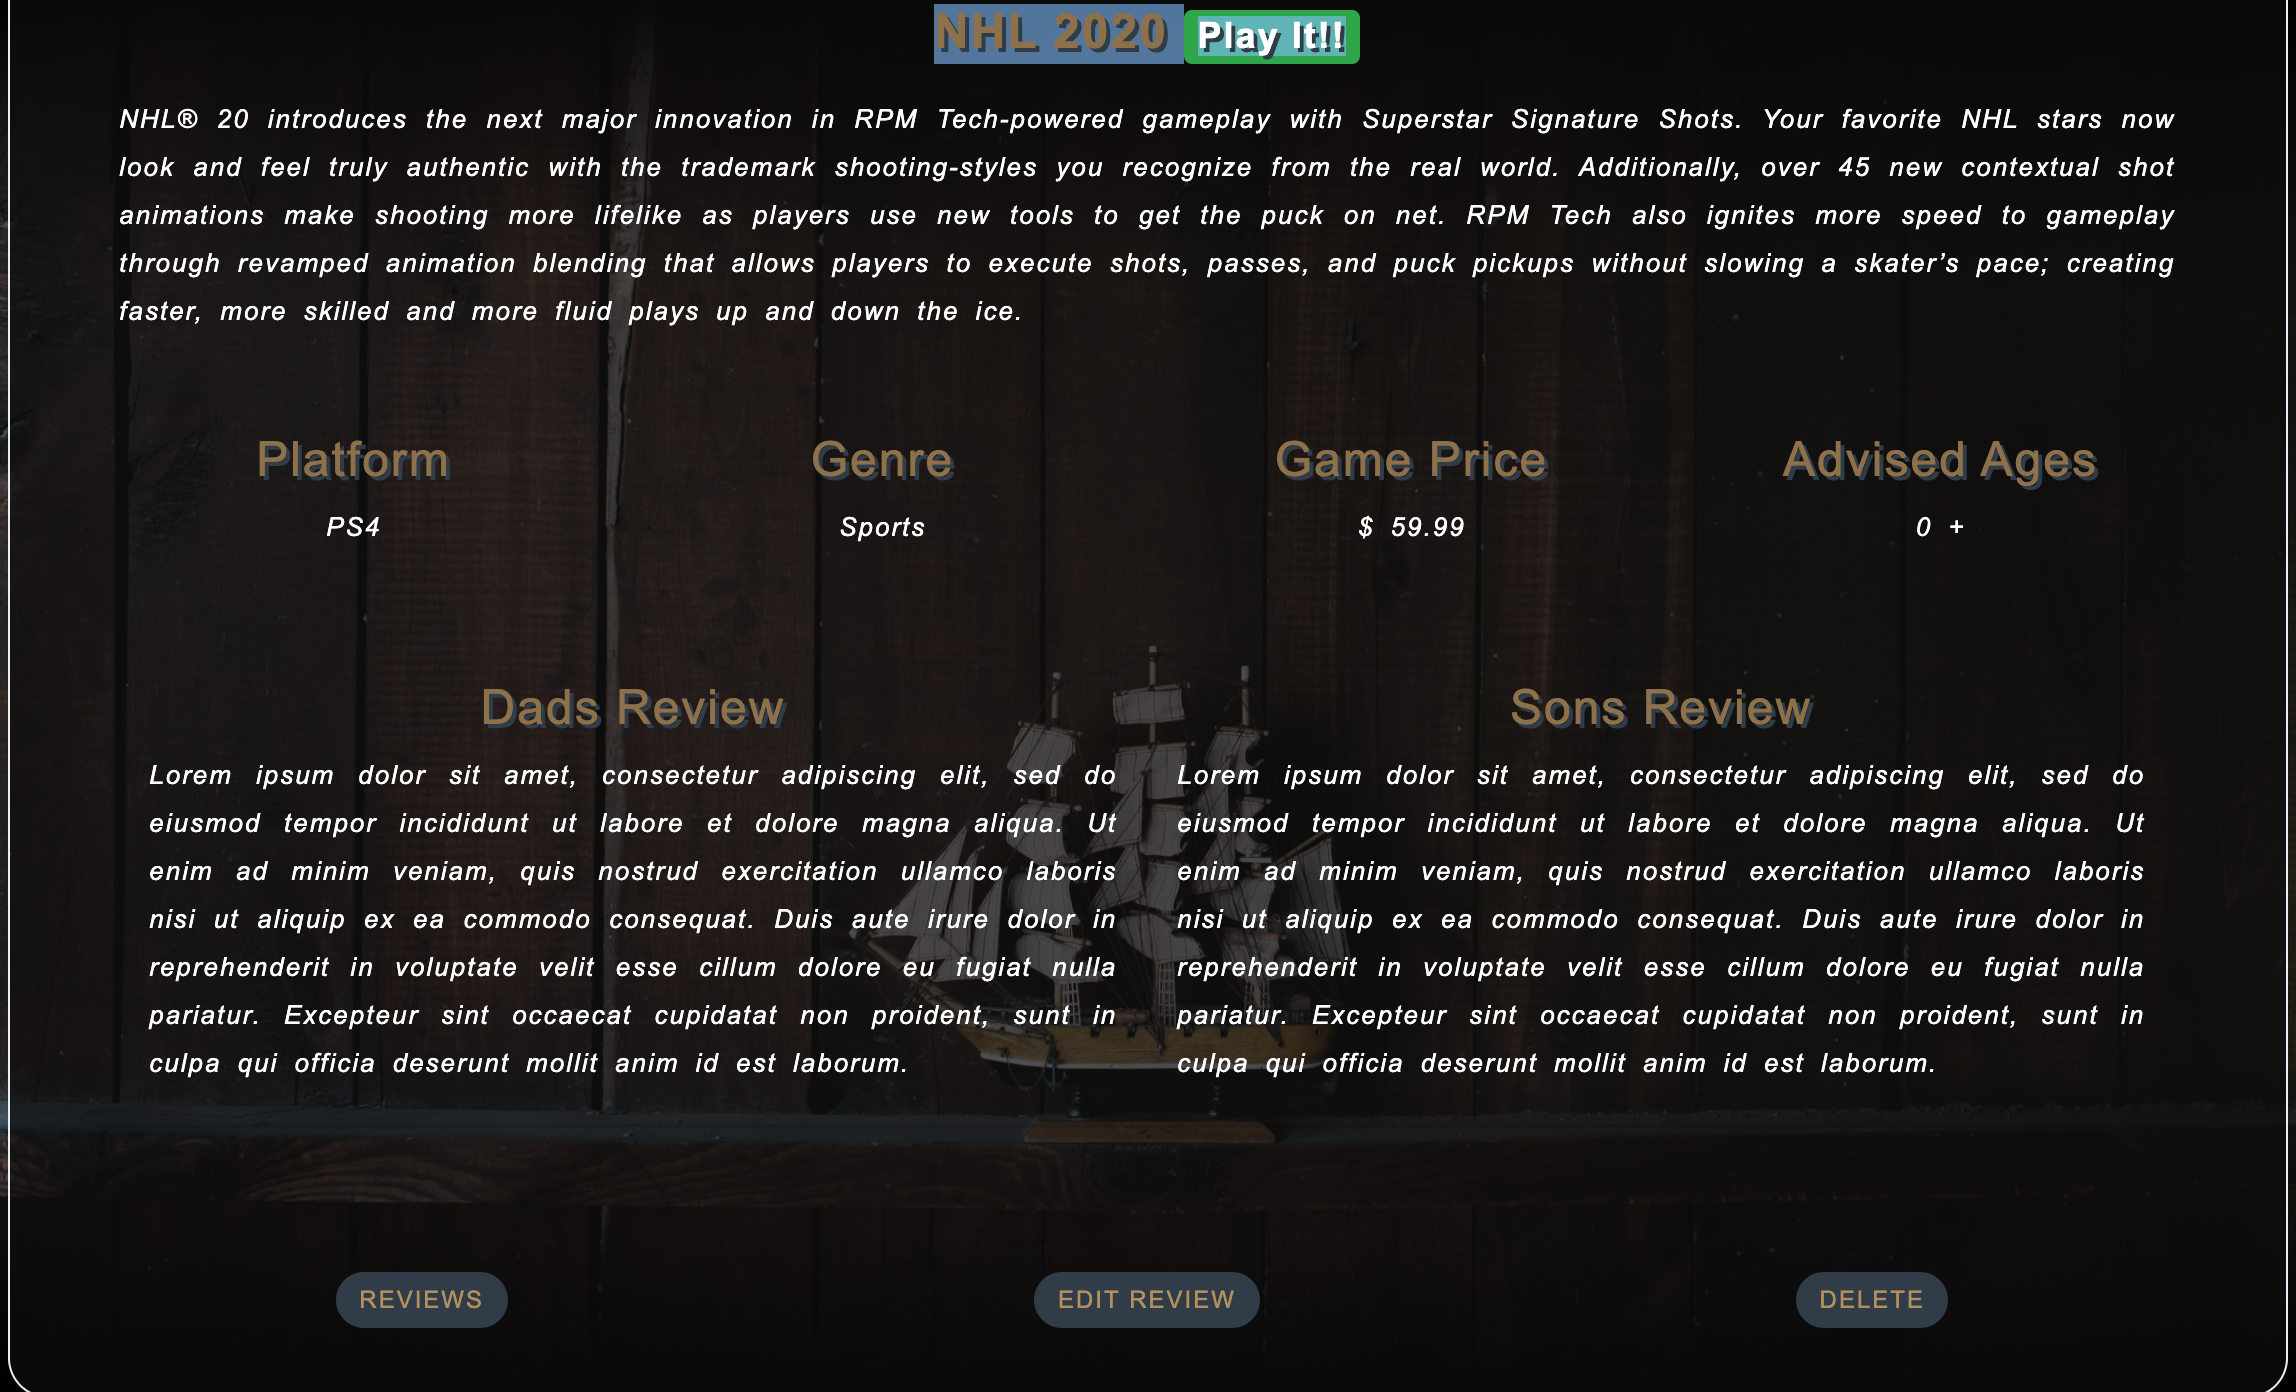 NHL 2020 Play It!!
NHL® 20 introduces the next major innovation in RPM Tech-powered gameplay with Superstar Signature Shots. Your favorite NHL stars now
look and feel truly authentic with the trademark shooting-styles you recognize from the real world. Additionally, over 45 new contextual shot
animations make shooting more lifelike as players use new tools to get the puck on net. RPM Tech also ignites more speed to gameplay
through revamped animation blending that allows players to execute shots, passes, and puck pickups without slowing a skater’s pace; creating
faster, more skilled and more fluid plays up and down the ice.
Platform
PS4
Genre
Sports
Game Price
$ 59.99
Advised Ages
0 +
Dads Review
Lorem ipsum dolor sit amet, consectetur adipiscing elit, sed do
eiusmod tempor incididunt ut labore et dolore magna aliqua. Ut
enim ad minim veniam, quis nostrud exercitation ullamco laboris
nisi ut aliquip ex ea commodo consequat. Duis aute irure dolor in
reprehenderit in voluptate velit esse cillum dolore eu fugiat nulla
pariatur. Excepteur sint occaecat cupidatat non proident, sunt in
culpa qui officia deserunt mollit anim id est laborum.
Sons Review
Lorem ipsum dolor sit amet, consectetur adipiscing elit, sed do
eiusmod tempor incididunt ut labore et dolore magna aliqua. Ut
enim ad minim veniam, quis nostrud exercitation ullamco laboris
nisi ut aliquip ex ea commodo consequat. Duis aute irure dolor in
reprehenderit in voluptate velit esse cillum dolore eu fugiat nulla
pariatur. Excepteur sint occaecat cupidatat non proident, sunt in
culpa qui officia deserunt mollit anim id est laborum.
REVIEWS
EDIT REVIEW
DELETE